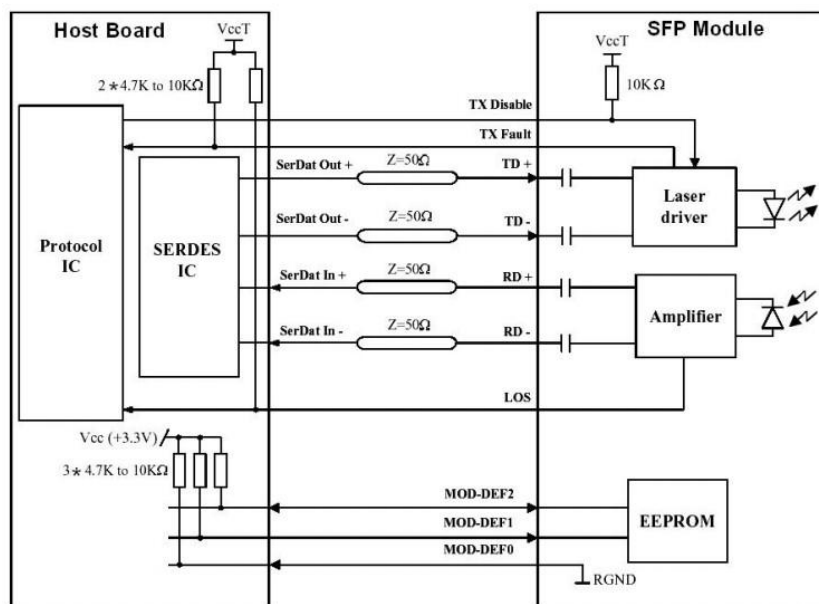 Host Board
SFP Module
VccT
VccT
2*4.7K to 10KΩ
10KΩ
TX Disable
TX Fault
SerDat Out +
Z=50Ω
TD +
SerDat Out -
Z=50Ω
TD -
Laser
driver
Protocol
IC
SERDES
IC
SerDat In +
Z=50Ω
RD +
SerDat In -
Z=50Ω
RD -
Amplifier
LOS
Vcc (+3.3V)
3*4.7K to 10KΩ
MOD-DEF2
MOD-DEF1
MOD-DEF0
EEPROM
RGND